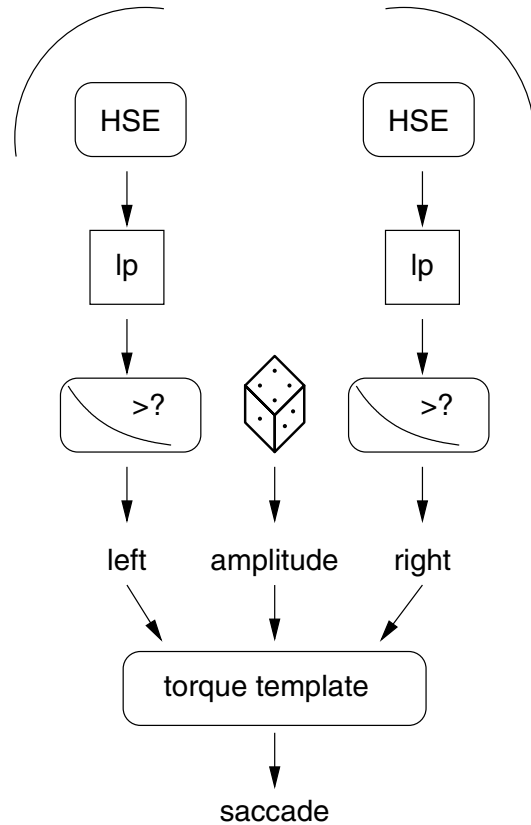 HSE
HSE
lp
lp
>?
>?
left
amplitude
right
torque template
saccade